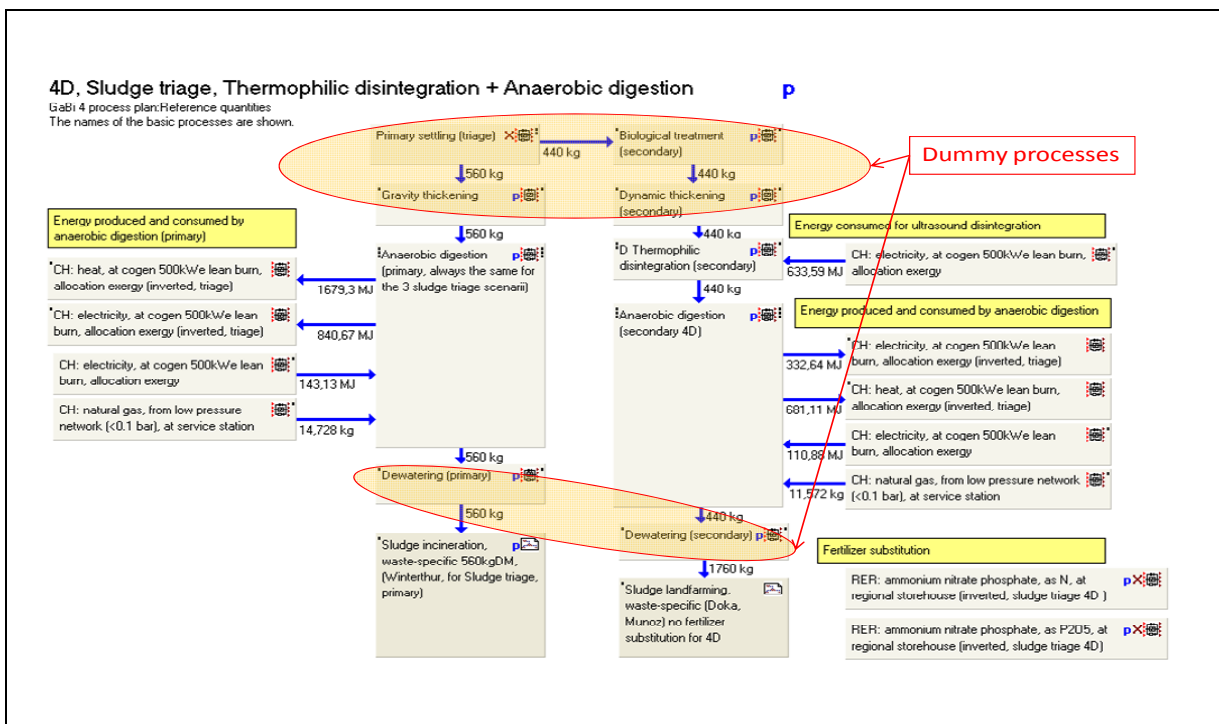 4D, Sludge triage, Thermophilic disintegration + Anaerobic digestion
p
GaBi 4 process plan:Reference quantities
The names of the basic processes are shown.
Primary settling (triage)
440 kg
Biological treatment
(secondary)
p
Dummy processes
560 kg
440 kg
Gravity thickening
p
Dynamic thickening
(secondary)
p
Energy produced and consumed by
anaerobic digestion (primary)
560 kg
440 kg
Energy consumed for ultrasound disintegration
CH: heat, at cogen 500kWe lean burn,
allocation exergy (inverted, triage)
1679,3 MJ
Anaerobic digestion
(primary, always the same for
the 3 sludge triage scenarii)
p
D Thermophilic
disintegration (secondary)
p
633,59 MJ
CH: electricity, at cogen 500kWe lean burn,
allocation exergy
440 kg
CH: electricity, at cogen 500kWe lean
burn, allocation exergy (inverted, triage)
840,67 MJ
Anaerobic digestion
(secondary 4D)
p
Energy produced and consumed by anaerobic digestion
CH: electricity, at cogen 500kWe lean
burn, allocation exergy
143,13 MJ
332,64 MJ
CH: electricity, at cogen 500kWe lean
burn, allocation exergy (inverted, triage)
CH: natural gas, from low pressure
network (<0.1 bar), at service station
14,728 kg
681,11 MJ
CH: heat, at cogen 500kWe lean burn,
allocation exergy (inverted, triage)
110,88 MJ
CH: electricity, at cogen 500kWe lean
burn, allocation exergy
560 kg
Dewatering (primary)
p
11,572 kg
CH: natural gas, from low pressure network
(<0.1 bar), at service station
560 kg
440 kg
Dewatering (secondary)
p
Sludge incineration,
waste-specific 560kgDM,
(Winterthur, for Sludge triage,
primary)
p
1760 kg
Sludge landfarming.
waste-specific (Doka,
Munoz) no fertilizer
substitution for 4D
Fertilizer substitution
RER: ammonium nitrate phosphate, as N, at
regional storehouse (inverted, sludge triage 4D )
p
RER: ammonium nitrate phosphate, as P2O5, at
regional storehouse (inverted, sludge triage 4D)
p